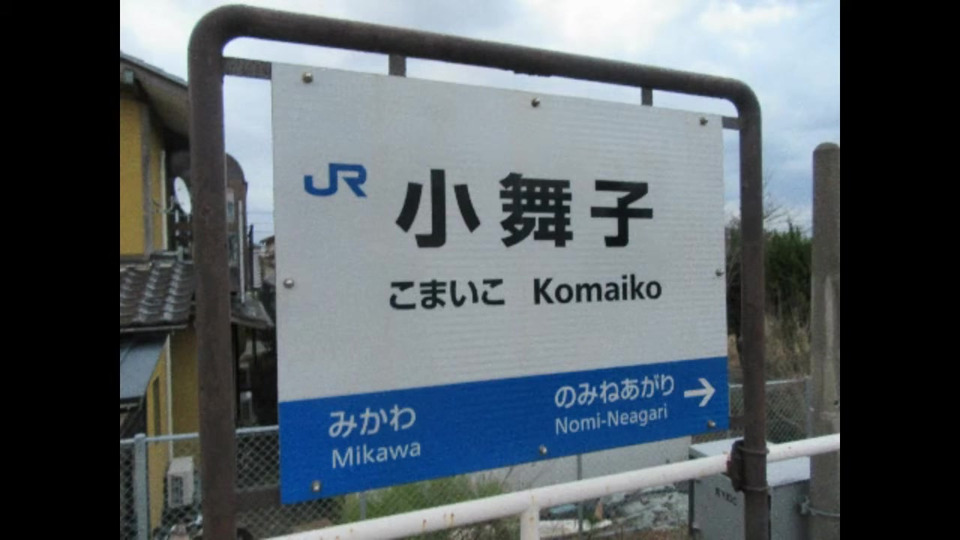 JR 小舞子
こまいこ Komaiko
みかわ
Mikawa
のみねあがり →
Nomi-Neagari